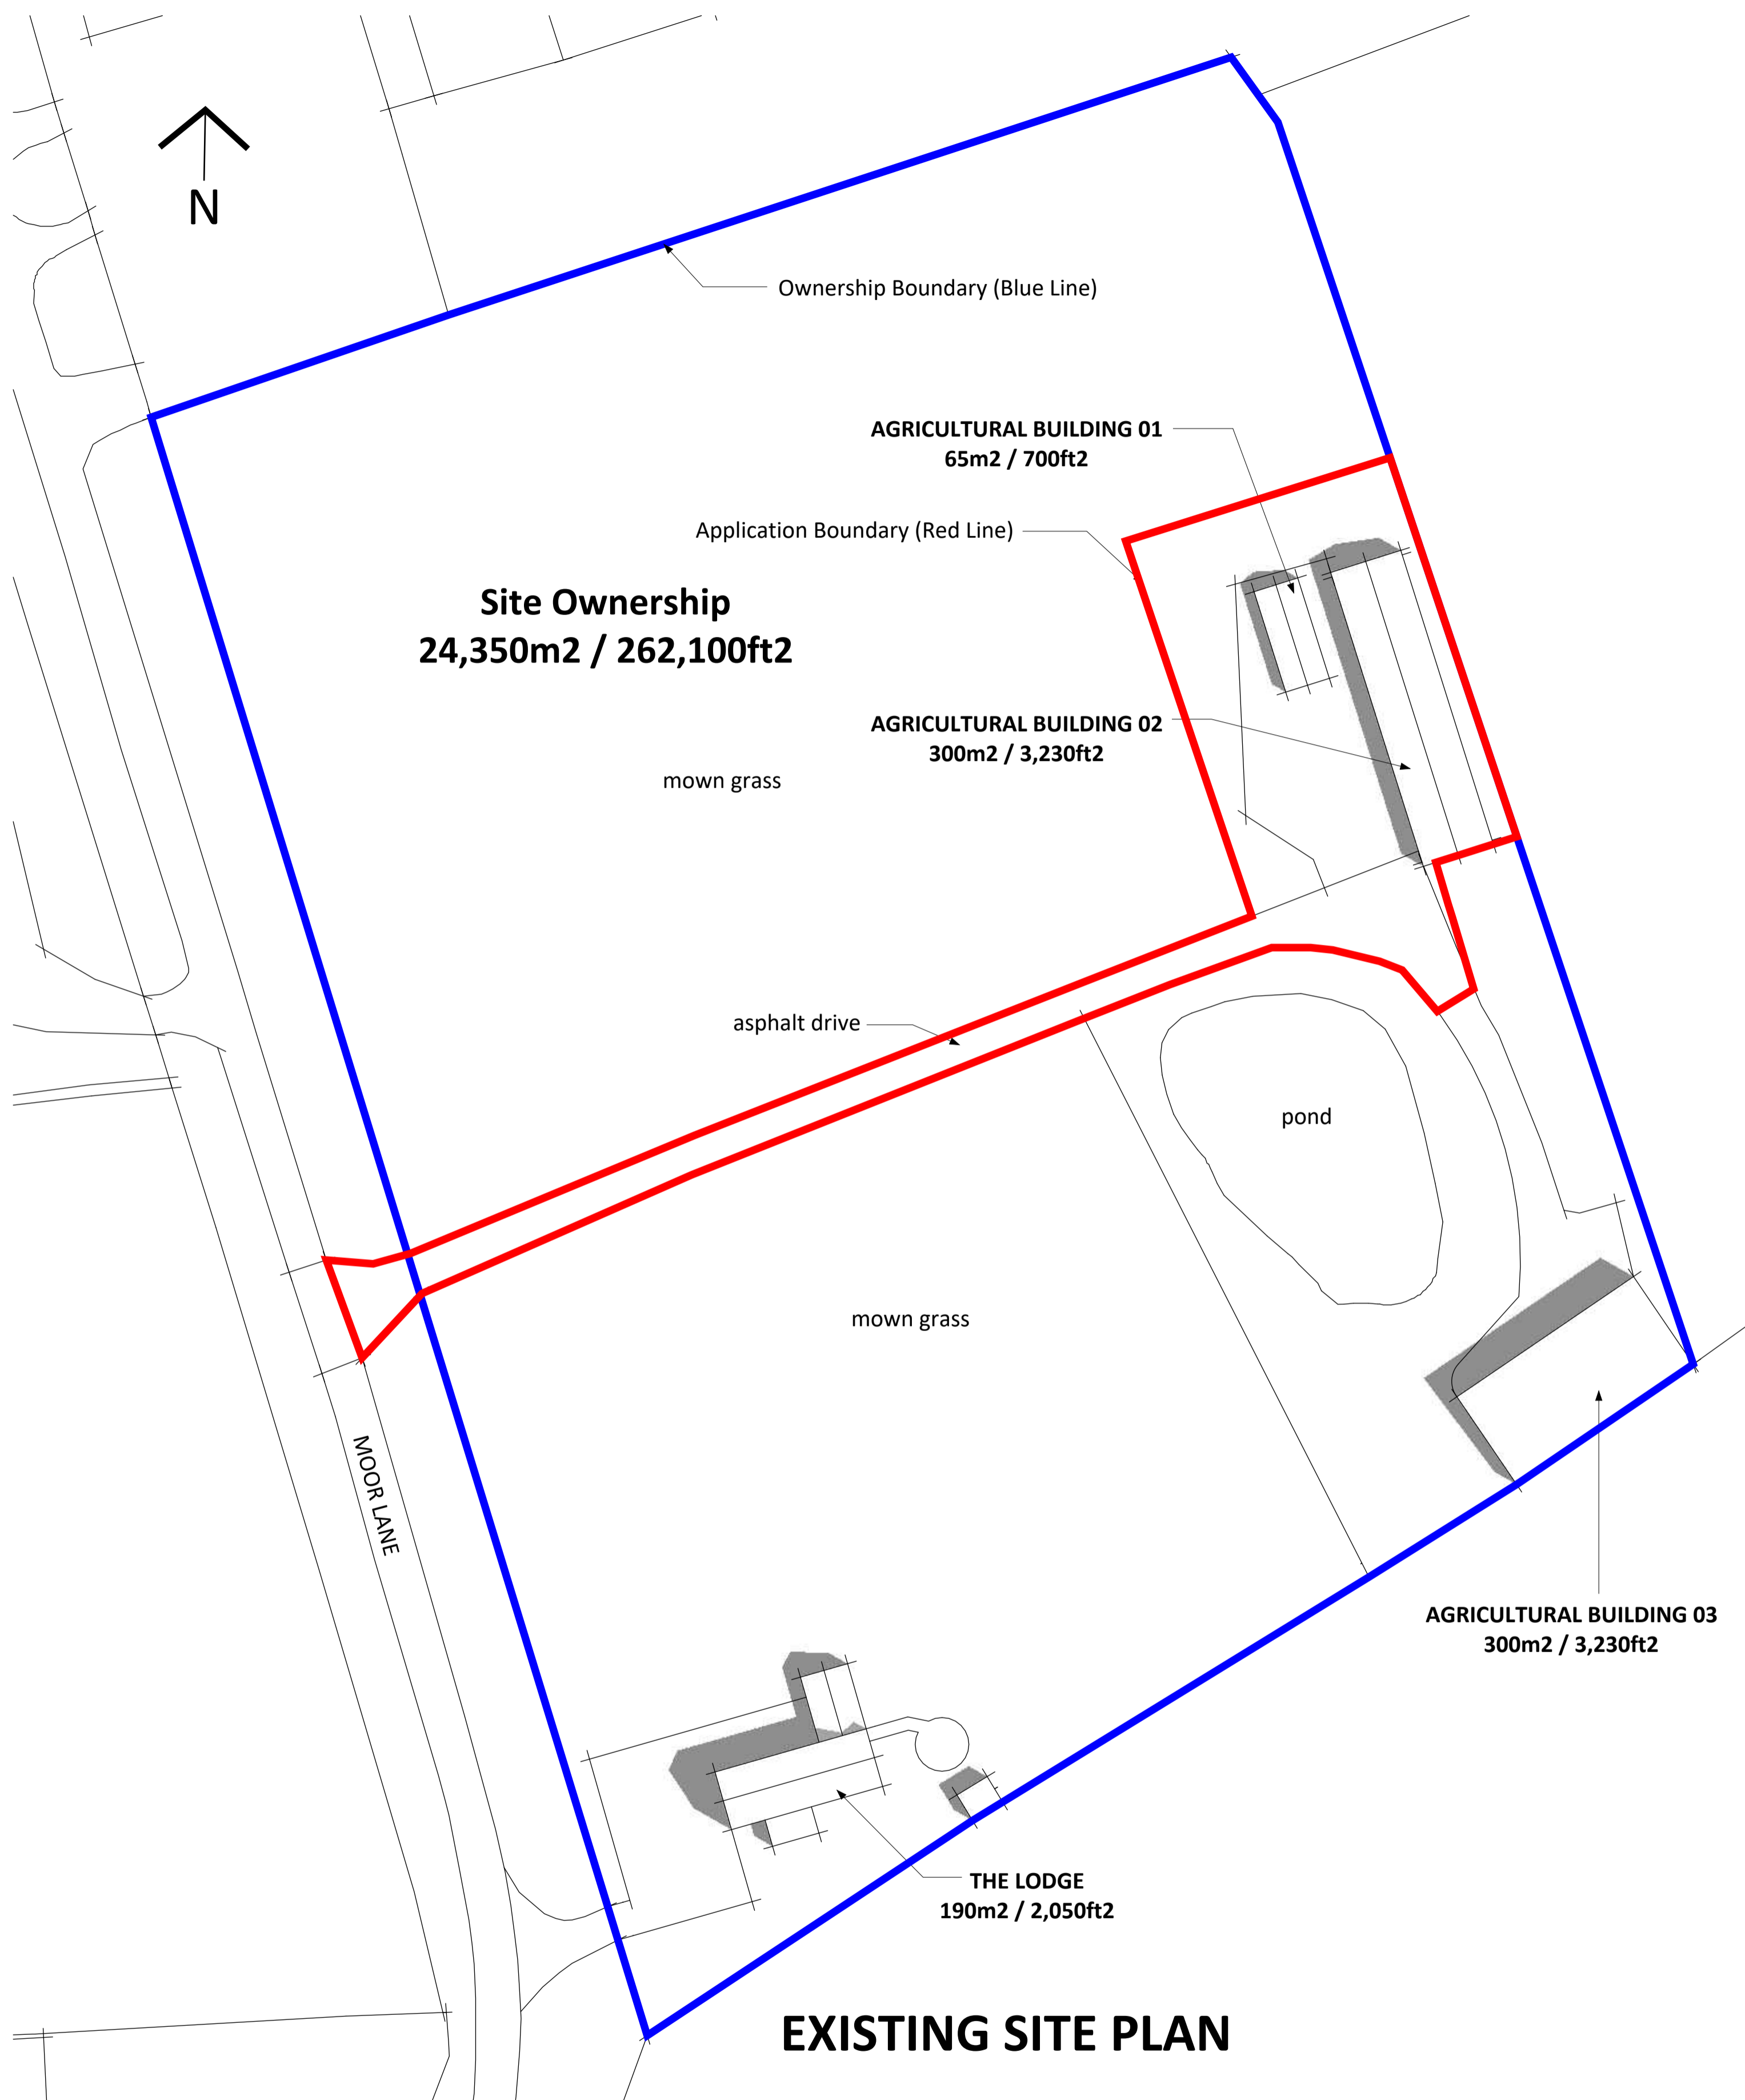 N
Ownership Boundary (Blue Line)
AGRICULTURAL BUILDING 01
65m2 / 700ft2
Application Boundary (Red Line)
Site Ownership
24,350m2 / 262,100ft2
AGRICULTURAL BUILDING 02
300m2 / 3,230ft2
mown grass
asphalt drive
pond
mown grass
MOOR LANE
AGRICULTURAL BUILDING 03
300m2 / 3,230ft2
THE LODGE
190m2 / 2,050ft2
EXISTING SITE PLAN